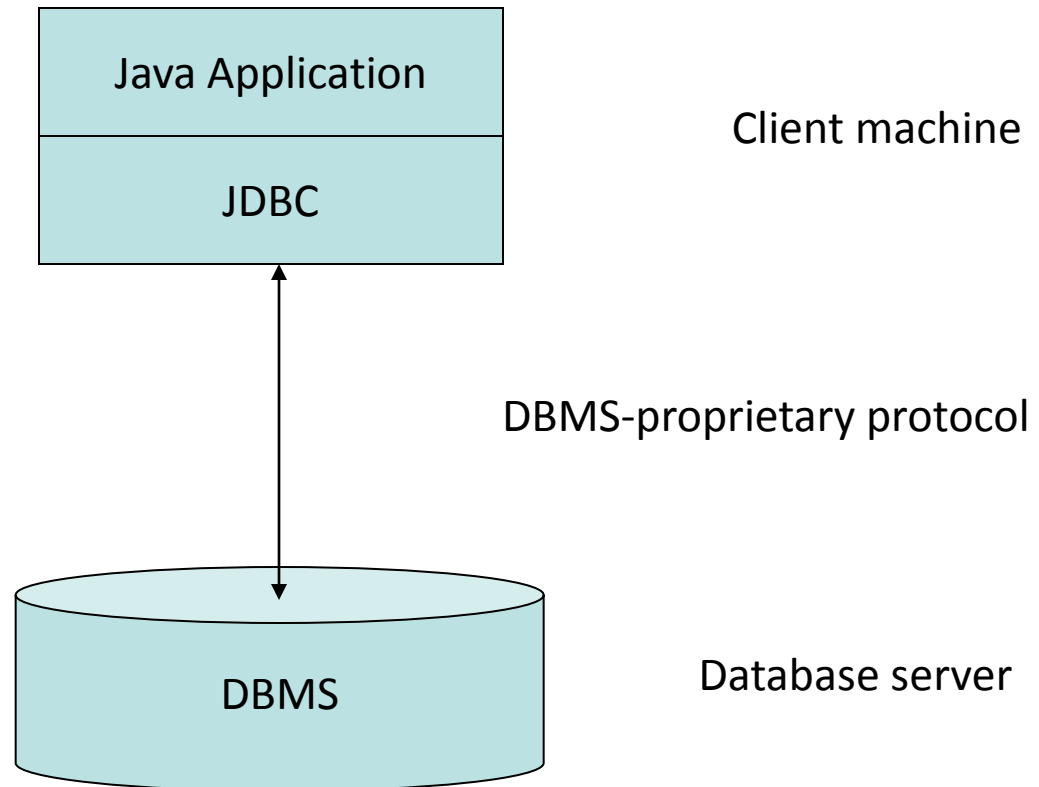 Java Application
Client machine
JDBC
DBMS-proprietary protocol
Database server
DBMS